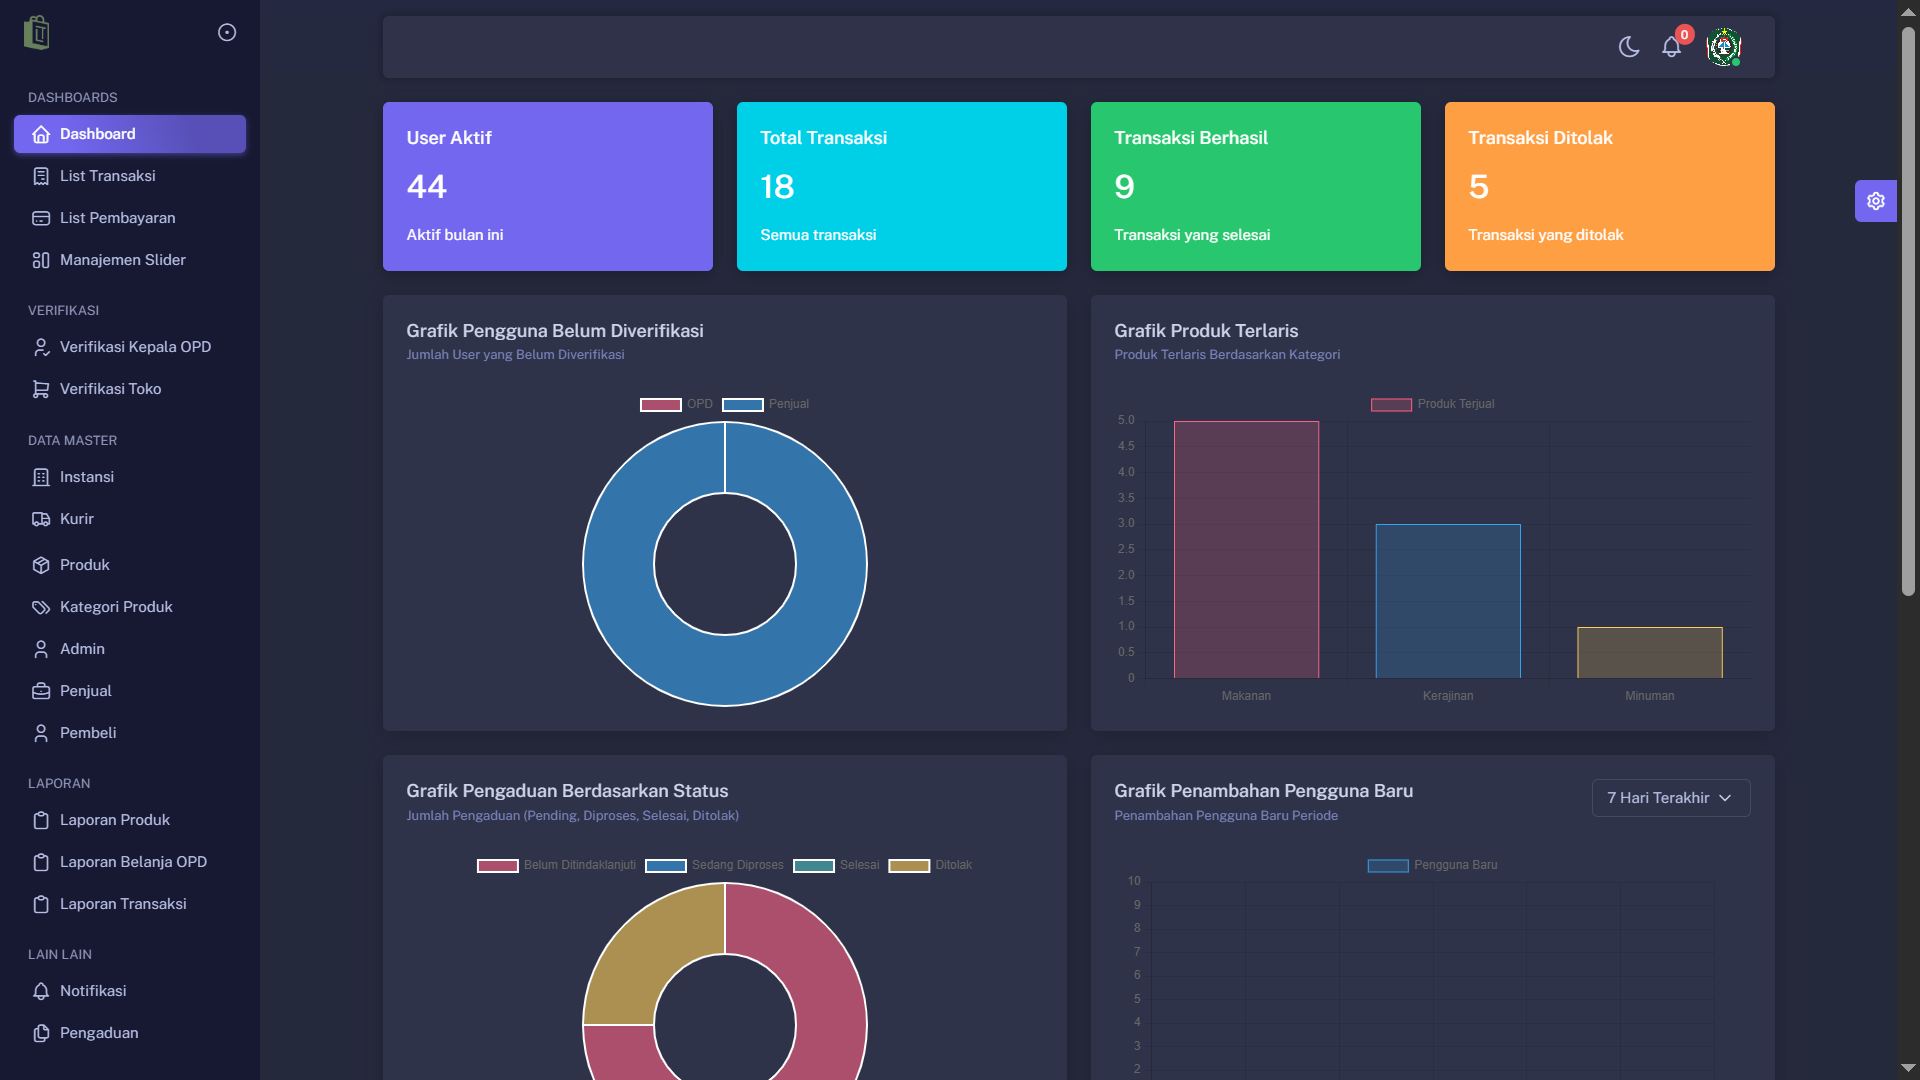 DASHBOARDS
Dashboard
List Transaksi
List Pembayaran
Manajemen Slider
VERIFIKASI
Verifikasi Kepala OPD
Verifikasi Toko
DATA MASTER
Instansi
Kurir
Produk
Kategori Produk
Admin
Penjual
Pembeli
LAPORAN
Laporan Produk
Laporan Belanja OPD
Laporan Transaksi
LAIN LAIN
Notifikasi
Pengaduan
0
User Aktif
44
Aktif bulan ini
Total Transaksi
18
Semua transaksi
Transaksi Berhasil
9
Transaksi yang selesai
Transaksi Ditolak
5
Transaksi yang ditolak
Grafik Pengguna Belum Diverifikasi
Jumlah User yang Belum Diverifikasi
OPD Penjual
Grafik Produk Terlaris
Produk Terlaris Berdasarkan Kategori
Produk Terjual
5.0
4.5
4.0
3.5
3.0
2.5
2.0
1.5
1.0
0.5
0
Makanan Kerajinan Minuman
Grafik Pengaduan Berdasarkan Status
Jumlah Pengaduan (Pending, Diproses, Selesai, Ditolak)
Belum Ditindaklanjuti Sedang Diproses Selesai Ditolak
Grafik Penambahan Pengguna Baru
Penambahan Pengguna Baru Periode
7 Hari Terakhir
Pengguna Baru
10
9
8
7
6
5
4
3
2